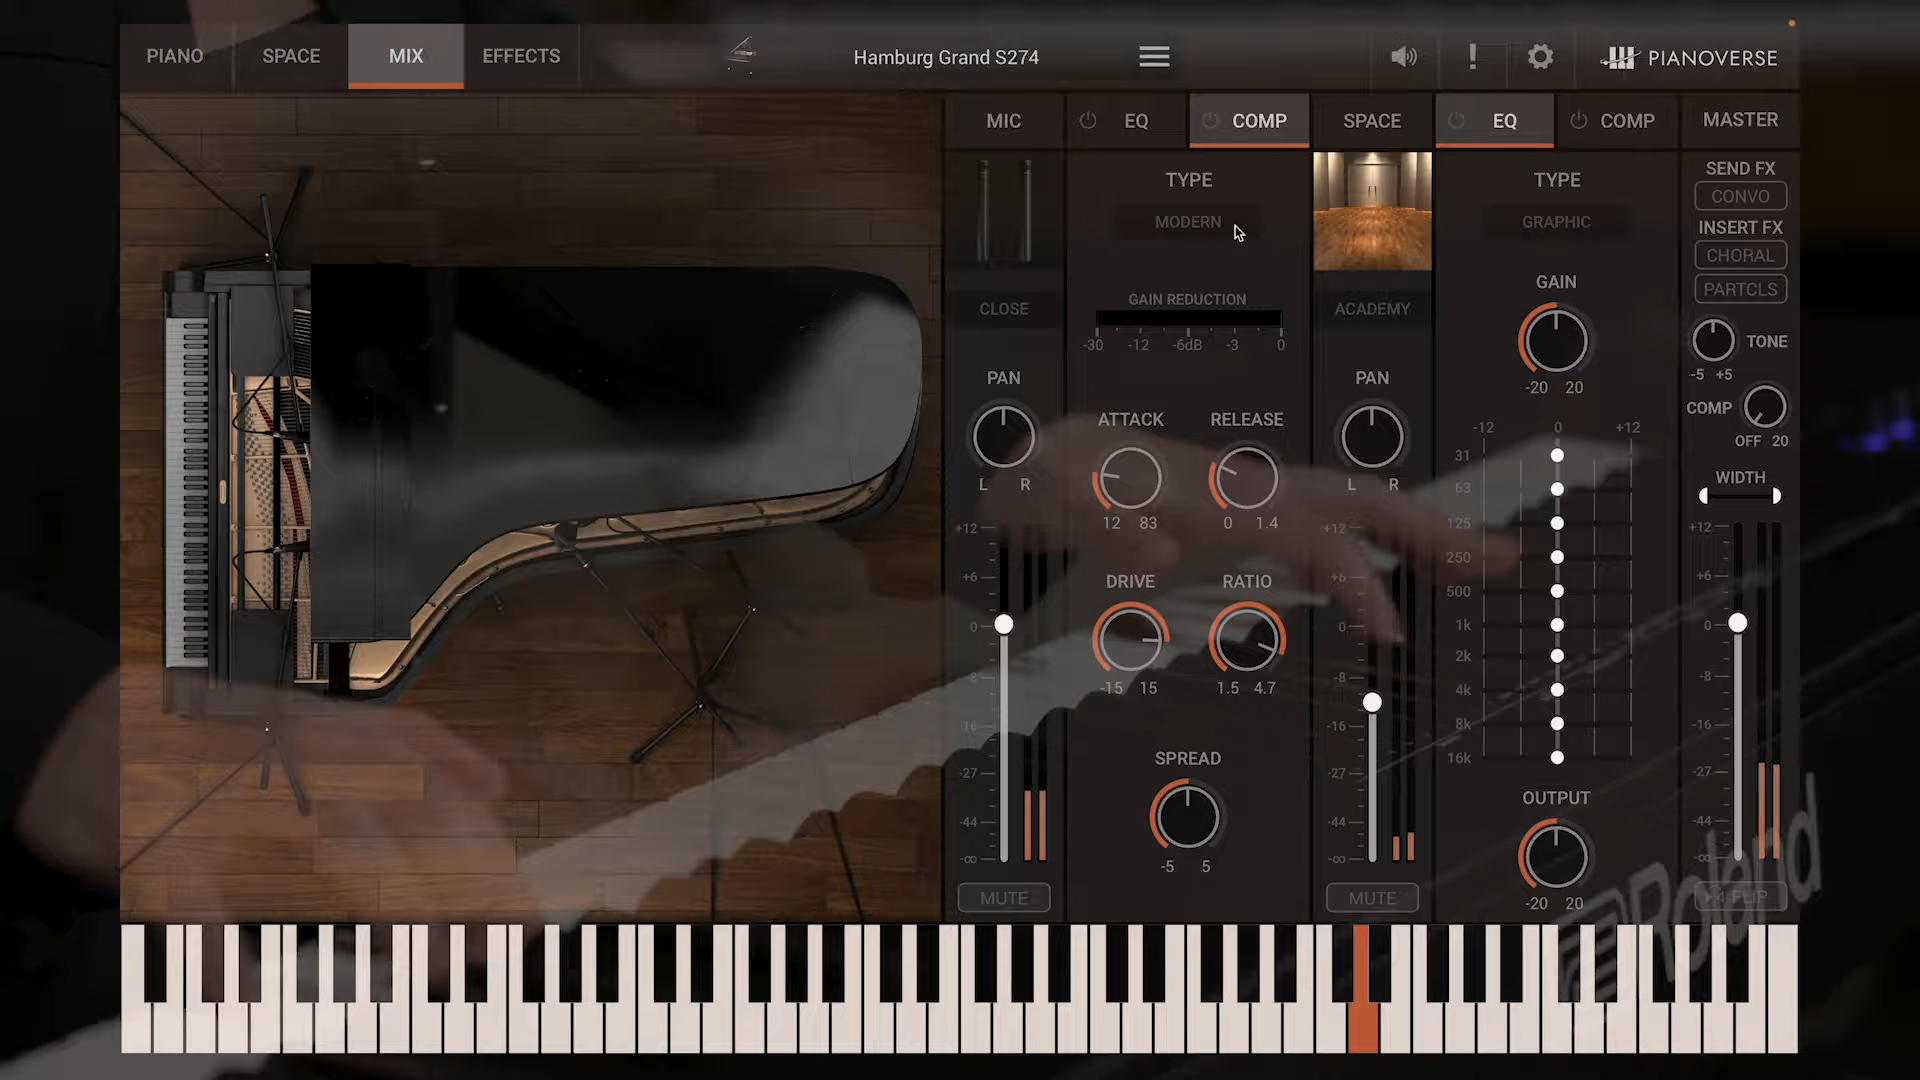 PIANO SPACE MIX EFFECTS Hamburg Grand S274 ! PIANOVERSE
MIC EQ COMP SPACE EQ COMP MASTER
TYPE
MODERN
GAIN REDUCTION
-30 -12 -6dB -3 0
CLOSE
PAN
L R
+12
+6
0
-8
-16
-27
-44
-∞
MUTE
ATTACK RELEASE
12 83 0 1.4
DRIVE RATIO
-15 15 1.5 4.7
SPREAD
-5 5
ACADEMY
PAN
L R
+12
+6
0
-8
-16
-27
-44
-∞
MUTE
TYPE
GRAPHIC
GAIN
-20 20
-12 0 +12
31
63
125
250
500
1k
2k
4k
8k
16k
OUTPUT
-20 20
SEND FX
CONVO
INSERT FX
CHORAL
PARTCLS
TONE
-5 +5
COMP
OFF 20
WIDTH
+12
+6
0
-8
-16
-27
-44
-∞
FLIP
Roland